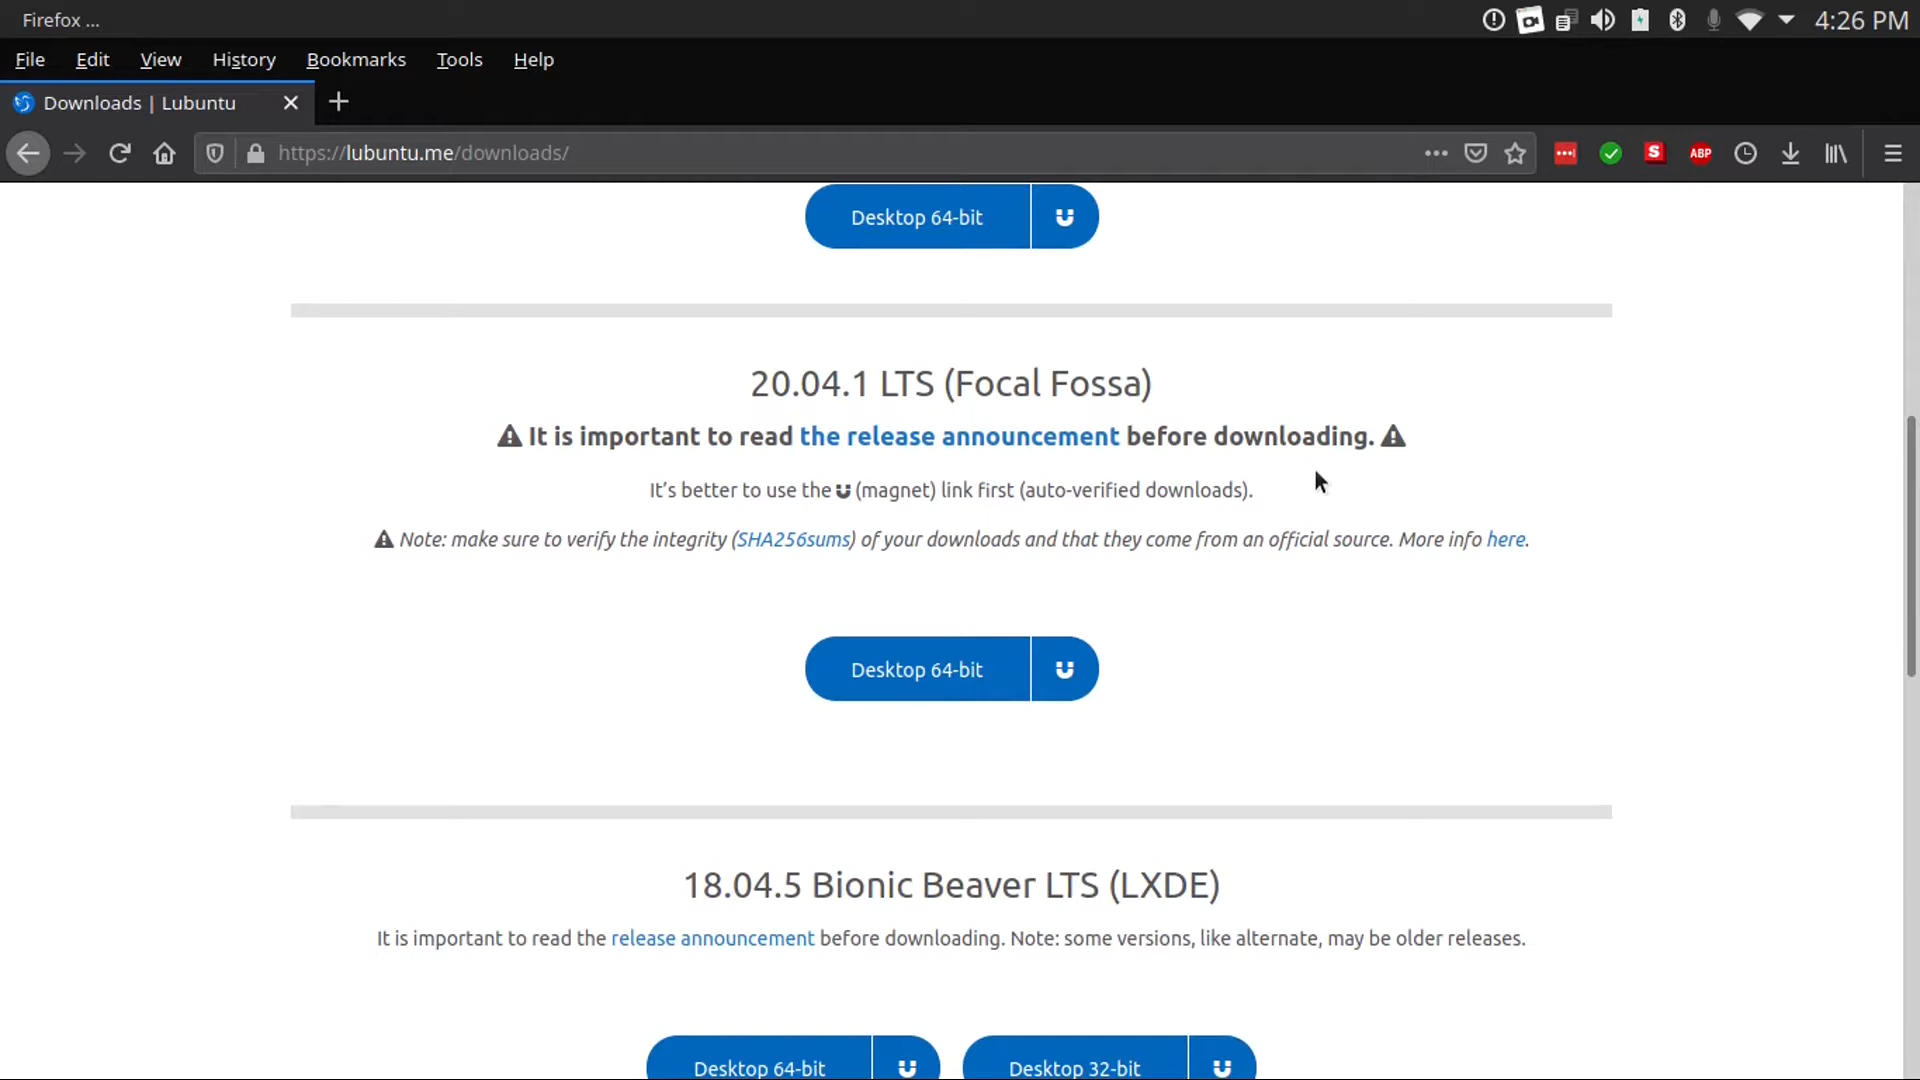 Firefox ...
4:26 PM
File Edit View History Bookmarks Tools Help
Downloads | Lubuntu
https://lubuntu.me/downloads/
S
ABP
Desktop 64-bit
20.04.1 LTS (Focal Fossa)
It is important to read the release announcement before downloading.
It’s better to use the (magnet) link first (auto-verified downloads).
Note: make sure to verify the integrity (SHA256sums) of your downloads and that they come from an official source. More info here.
Desktop 64-bit
18.04.5 Bionic Beaver LTS (LXDE)
It is important to read the release announcement before downloading. Note: some versions, like alternate, may be older releases.
Desktop 64-bit
Desktop 32-bit